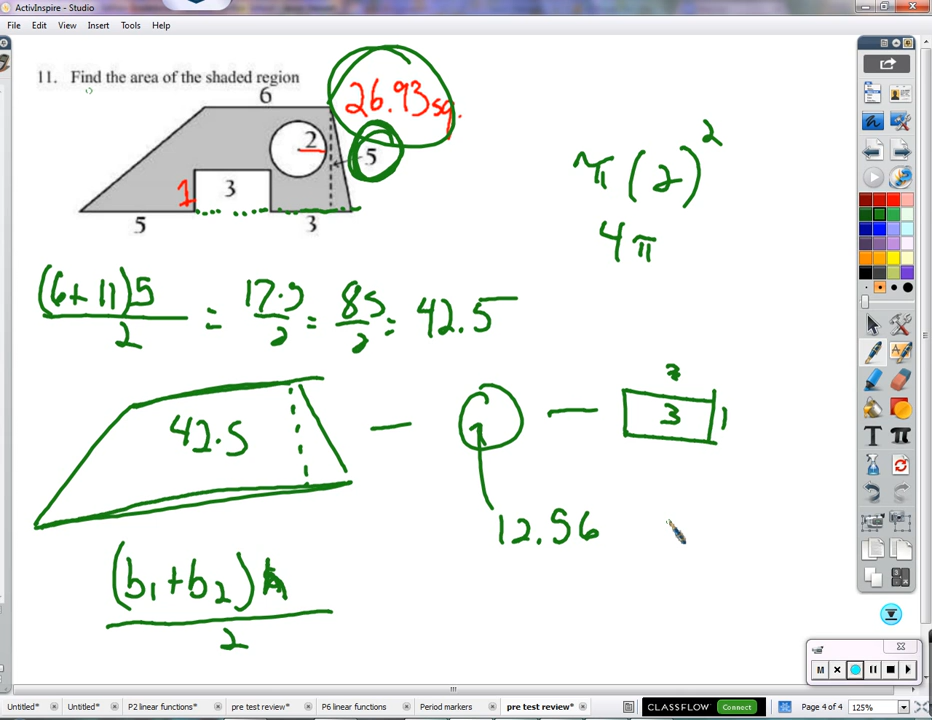 ActivInspire - Studio
File Edit View Insert Tools Help
11. Find the area of the shaded region
6
26.93 sq.
2
5
1
3
5
3
π(2)²
4π
(6+11)5/2 = 17·5/2 = 85/2 = 42.5
42.5 − − 3
3
1
12.56
(b₁+b₂)h/2
M
Untitled* Untitled* P2 linear functions* pre test review* P6 linear functions Period markers pre test review* CLASSFLOW Connect Page 4 of 4 125%